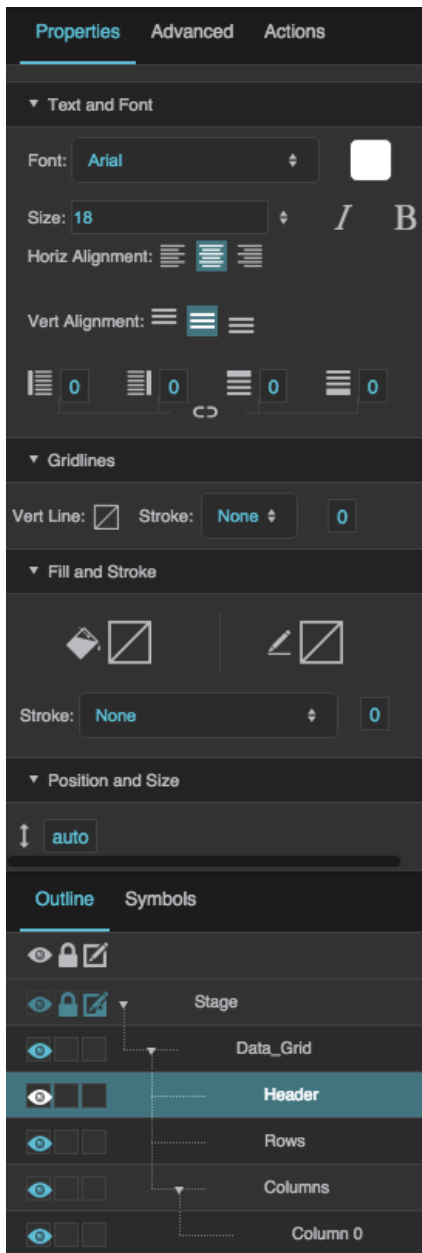 Properties Advanced Actions
Text and Font
Font: Arial
Size: 18 I B
Horiz Alignment:
Vert Alignment:
0 0 0 0
Gridlines
Vert Line: Stroke: None 0
Fill and Stroke
Stroke: None 0
Position and Size
auto
Outline Symbols
Stage
Data_Grid
Header
Rows
Columns
Column 0